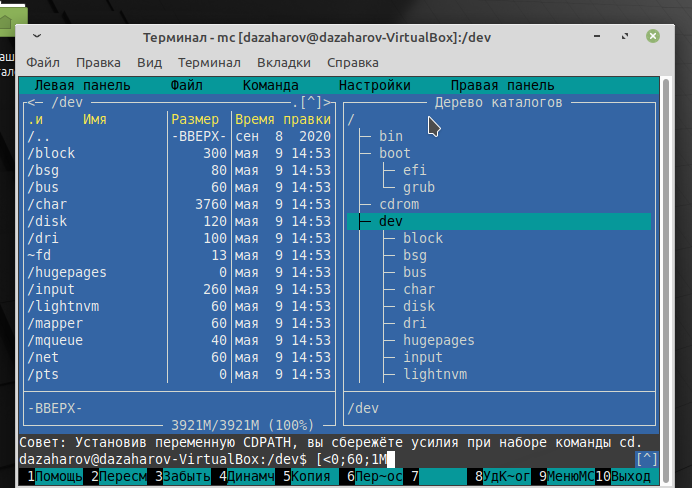 Терминал - mc [dazaharov@dazaharov-VirtualBox]:/dev
Файл Правка Вид Терминал Вкладки Справка
Левая панель Файл Команда Настройки Правая панель
<─ /dev .[^]>
.и Имя Размер Время правки
/.. -ВВЕРХ- сен 8 2020
/block 300 мая 9 14:53
/bsg 80 мая 9 14:53
/bus 60 мая 9 14:53
/char 3760 мая 9 14:53
/disk 120 мая 9 14:53
/dri 100 мая 9 14:53
~fd 13 мая 9 14:53
/hugepages 0 мая 9 14:53
/input 260 мая 9 14:53
/lightnvm 60 мая 9 14:53
/mapper 60 мая 9 14:53
/mqueue 40 мая 9 14:53
/net 60 мая 9 14:53
/pts 0 мая 9 14:53
-ВВЕРХ-
3921M/3921M (100%)
Дерево каталогов
/
bin
boot
efi
grub
cdrom
dev
block
bsg
bus
char
disk
dri
hugepages
input
lightnvm
/dev
Совет: Установив переменную CDPATH, вы сбережёте усилия при наборе команды cd.
dazaharov@dazaharov-VirtualBox:/dev$ [<0;60;1M [^]
1Помощь 2Пересм 3Забыть 4Динамч 5Копия 6Пер~ос 7 8УдК~ог 9МенюМС 10Выход